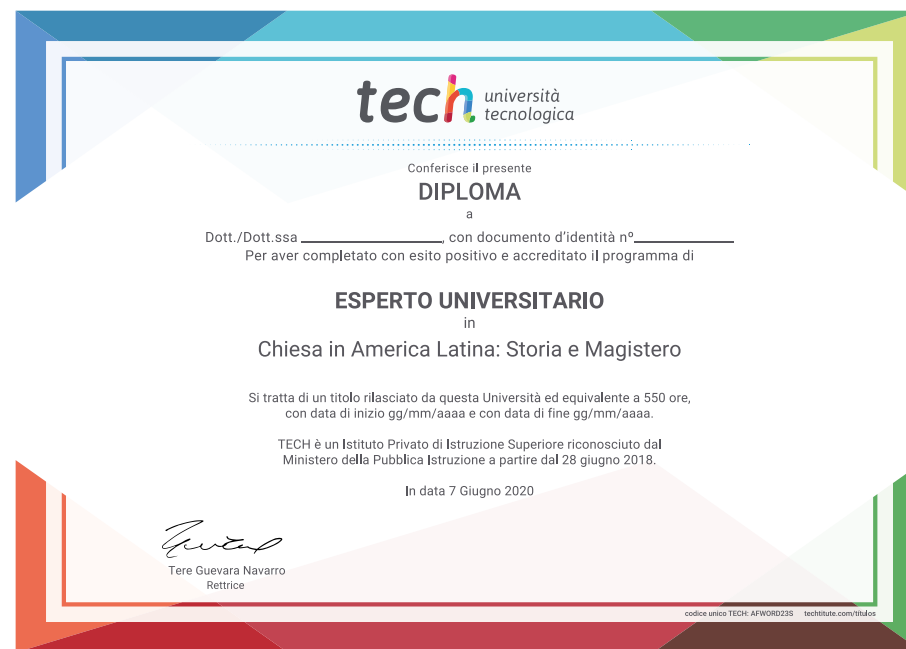 tech università
tecnologica
Conferisce il presente
DIPLOMA
a
Dott./Dott.ssa ____________________, con documento d'identità nº______________
Per aver completato con esito positivo e accreditato il programma di
ESPERTO UNIVERSITARIO
in
Chiesa in America Latina: Storia e Magistero
Si tratta di un titolo rilasciato da questa Università ed equivalente a 550 ore,
con data di inizio gg/mm/aaaa e con data di fine gg/mm/aaaa.
TECH è un Istituto Privato di Istruzione Superiore riconosciuto dal
Ministero della Pubblica Istruzione a partire dal 28 giugno 2018.
In data 7 Giugno 2020
Tere Guevara Navarro
Rettrice
codice unico TECH: AFWORD23S techtitute.com/titulos